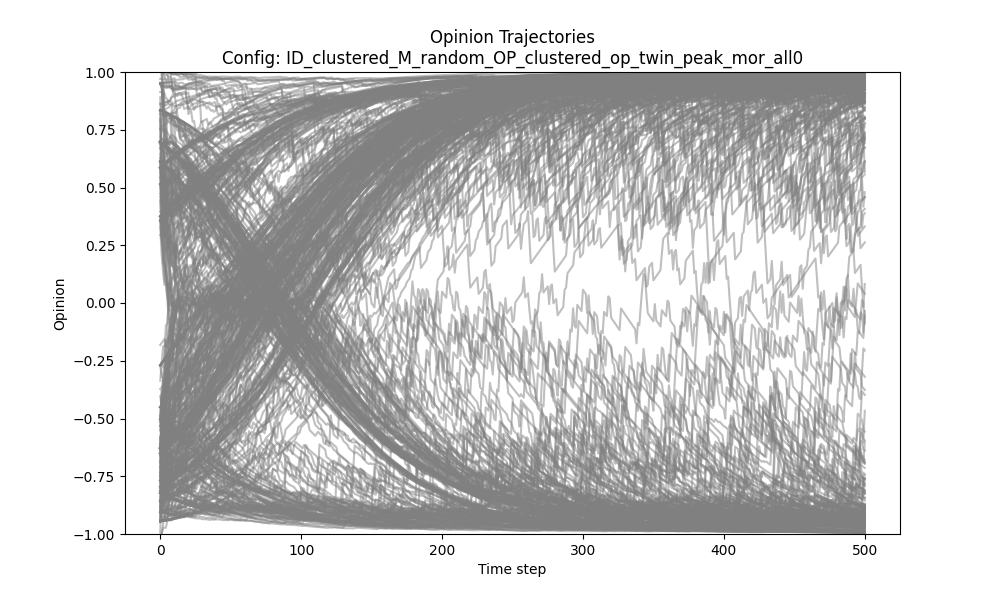 Opinion Trajectories
Config: ID_clustered_M_random_OP_clustered_op_twin_peak_mor_all0
1.00
0.75
0.50
0.25
0.00
−0.25
−0.50
−0.75
−1.00
Opinion
0 100 200 300 400 500
Time step